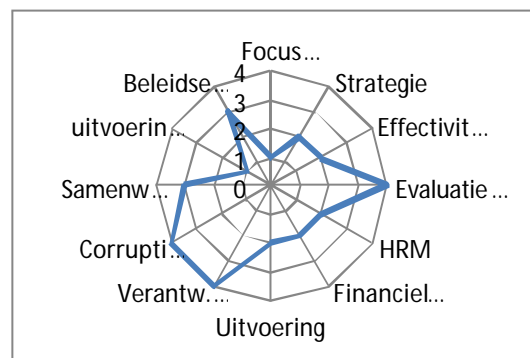 Focus...
Strategie
Effectivit...
Evaluatie...
HRM
Financiel...
Uitvoering
Verantw...
Corrupti...
Samenw...
uitvoerin...
Beleidse...
4
3
2
1
0